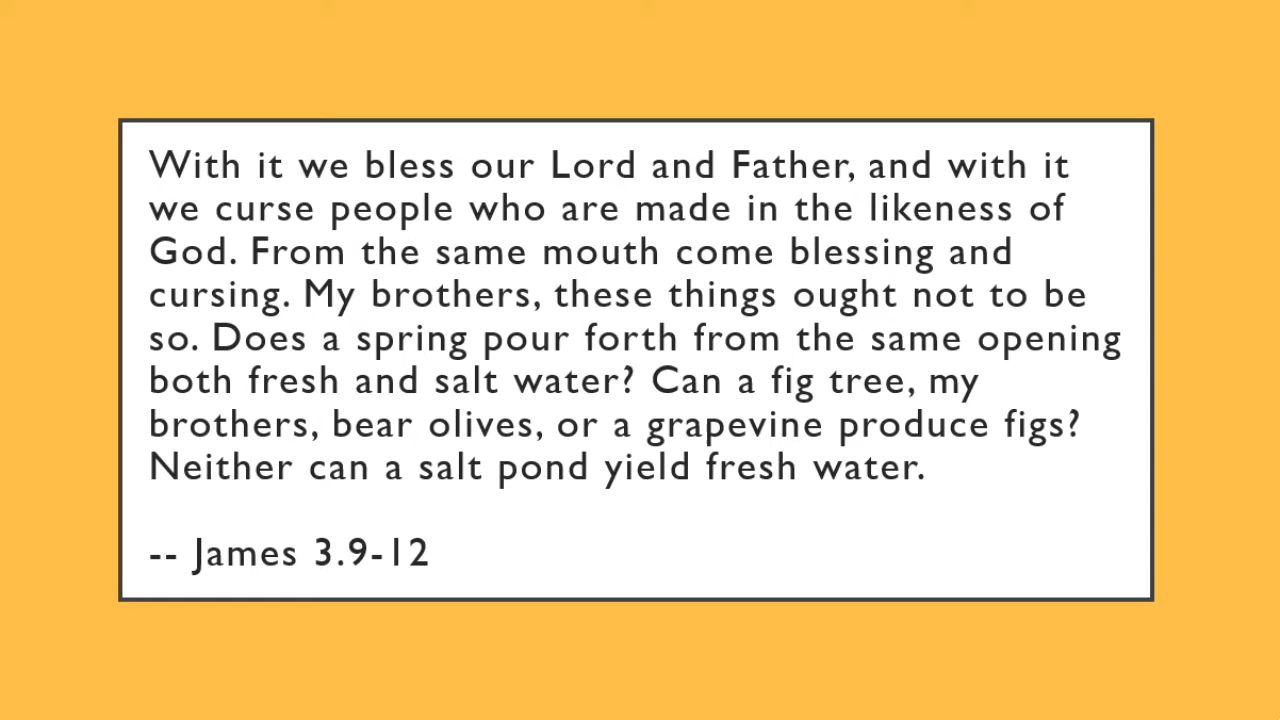 With it we bless our Lord and Father, and with it
we curse people who are made in the likeness of
God. From the same mouth come blessing and
cursing. My brothers, these things ought not to be
so. Does a spring pour forth from the same opening
both fresh and salt water? Can a fig tree, my
brothers, bear olives, or a grapevine produce figs?
Neither can a salt pond yield fresh water.
-- James 3.9-12